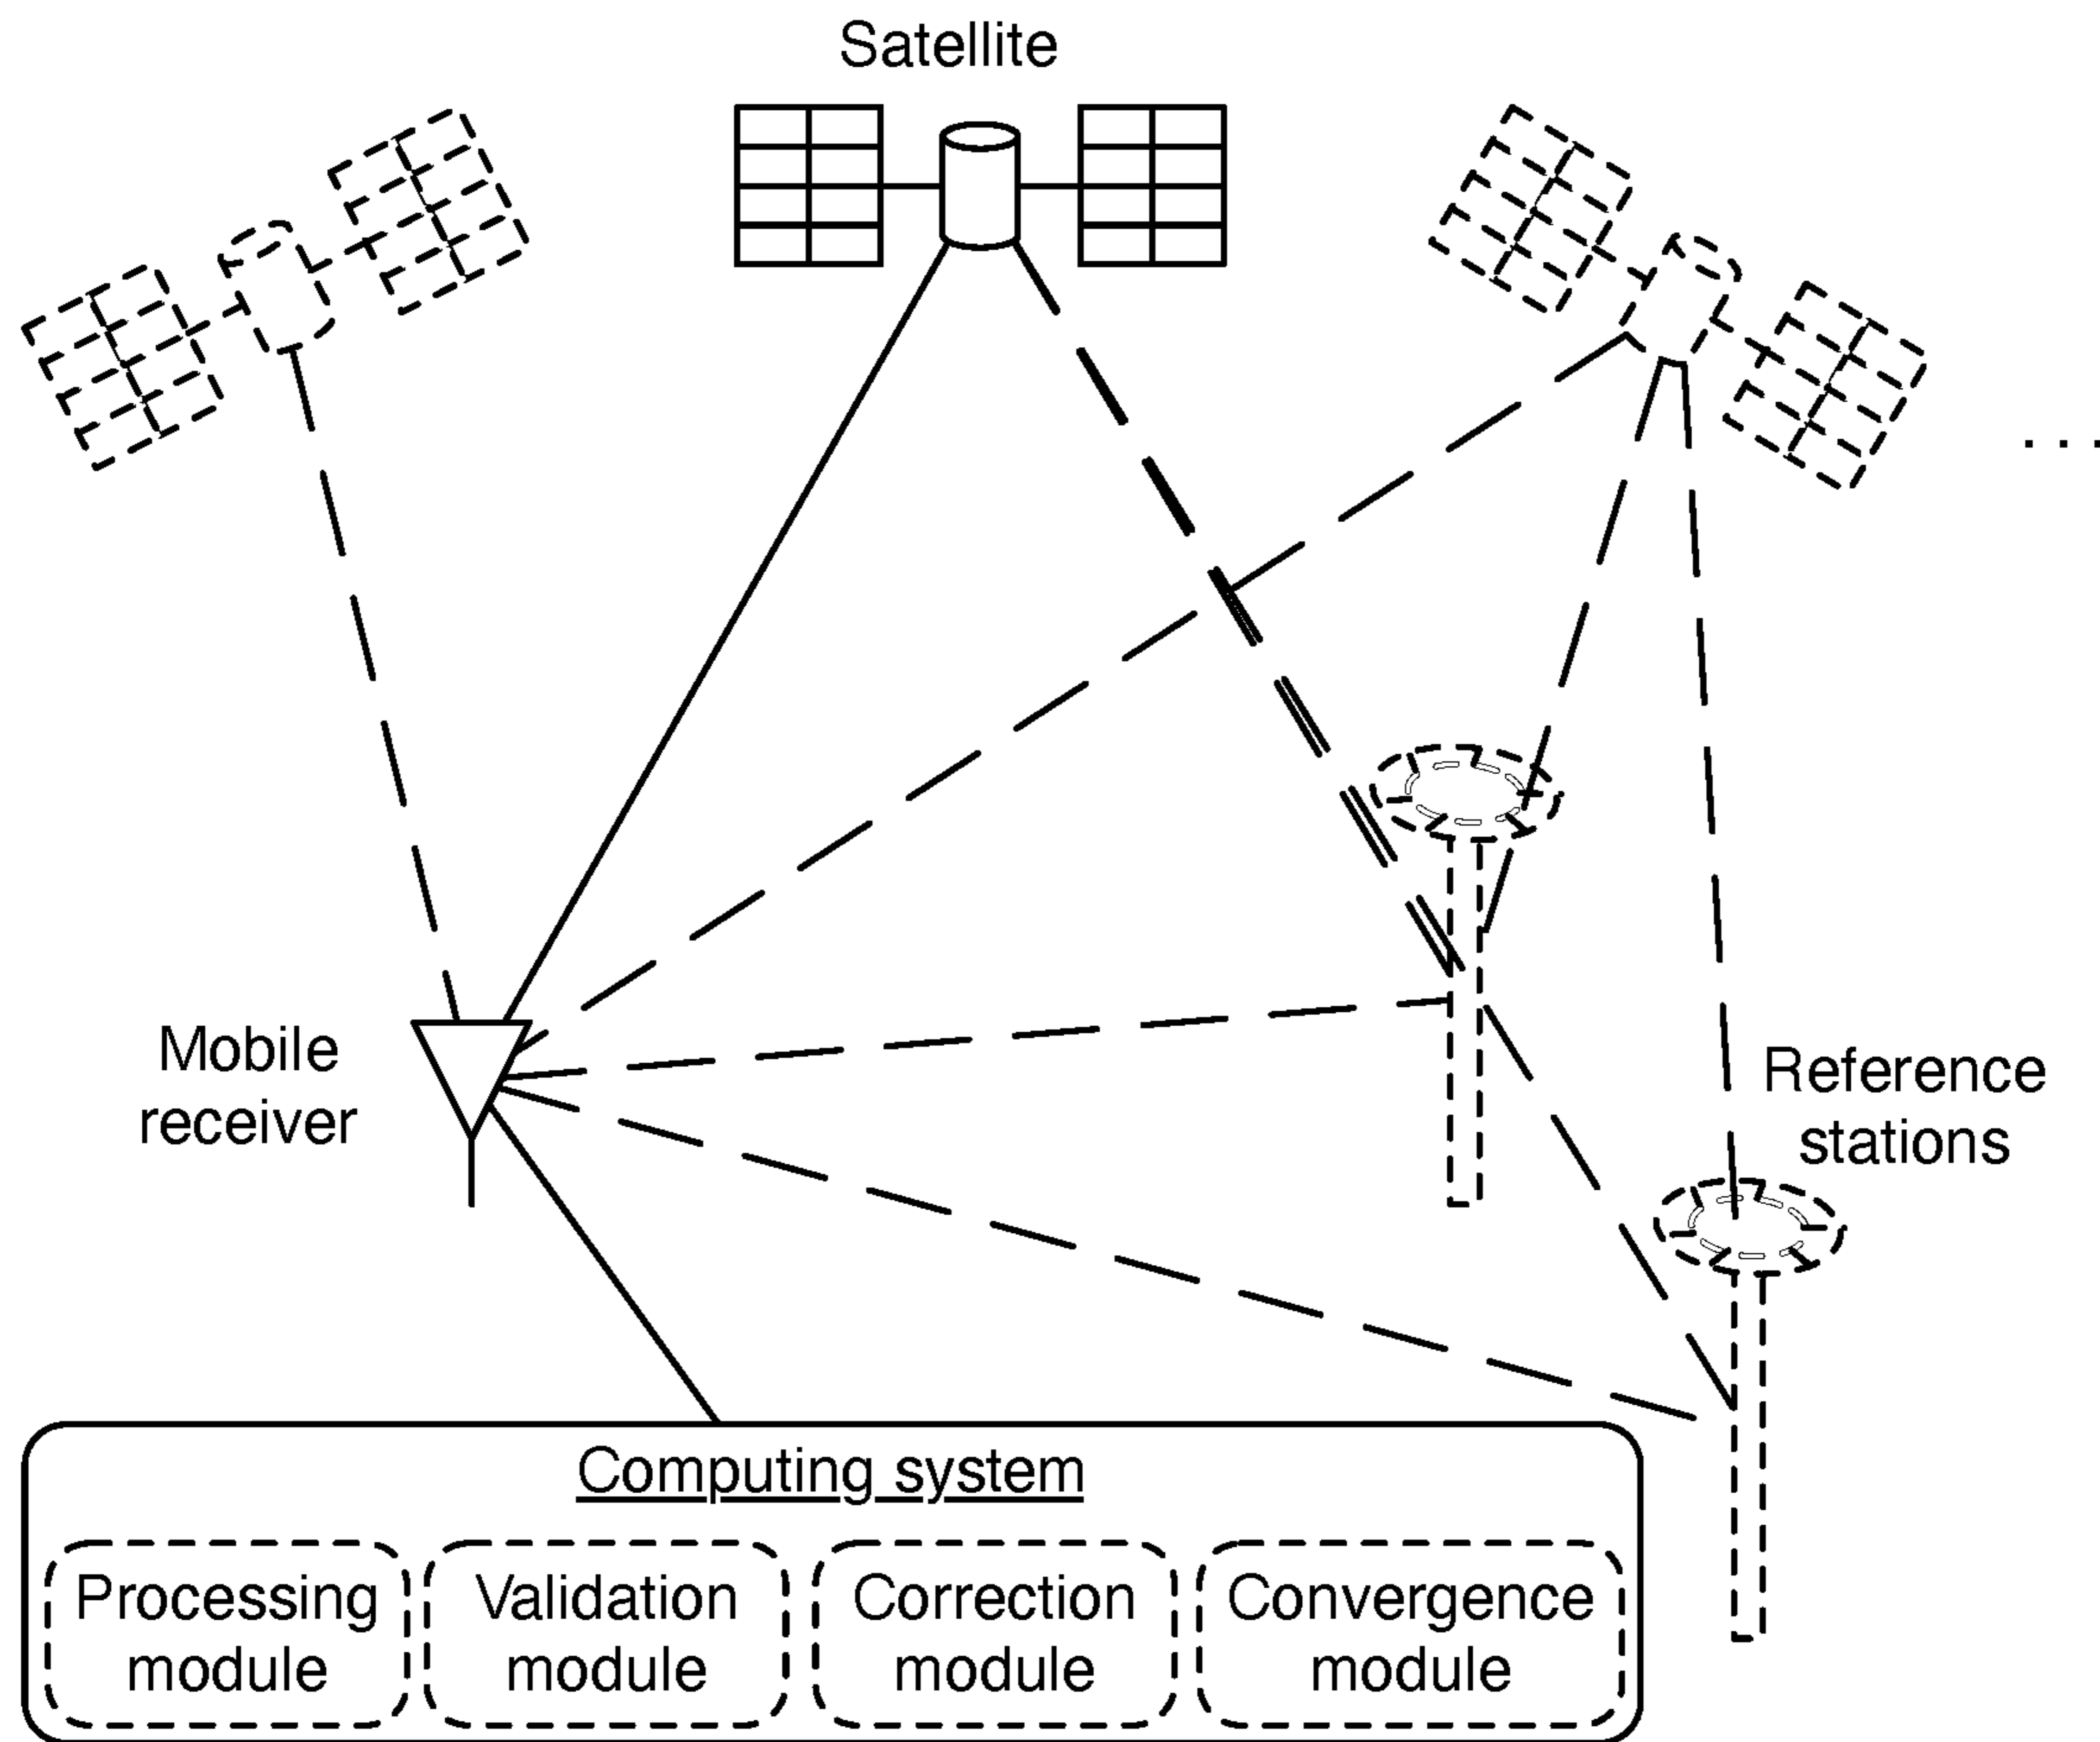 Satellite
. . .
Mobile
receiver
Reference
stations
Computing system
Processing
module
Validation
module
Correction
module
Convergence
module